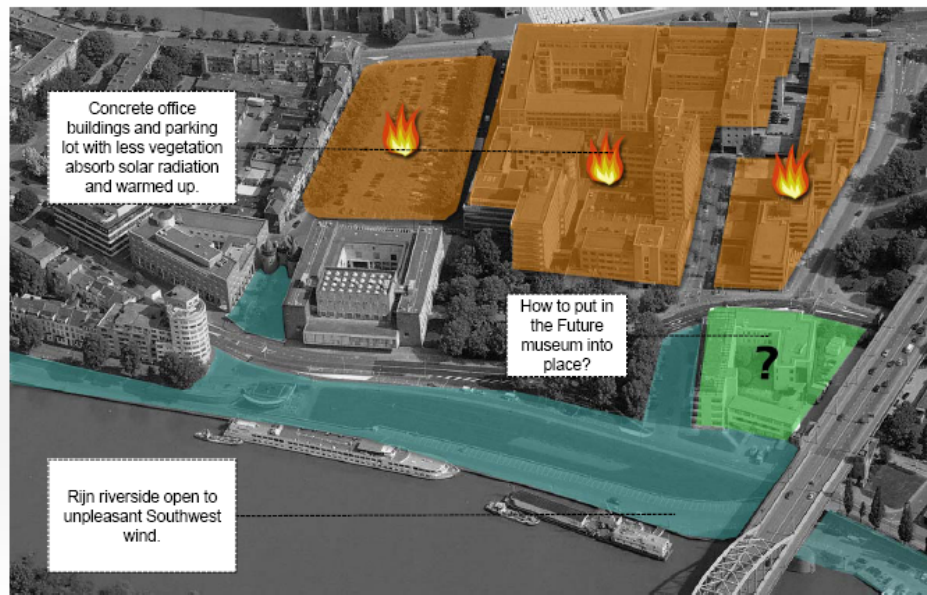 Concrete office
buildings and parking
lot with less vegetation
absorb solar radiation
and warmed up.
How to put in
the Future
museum into
place?
?
Rijn riverside open to
unpleasant Southwest
wind.